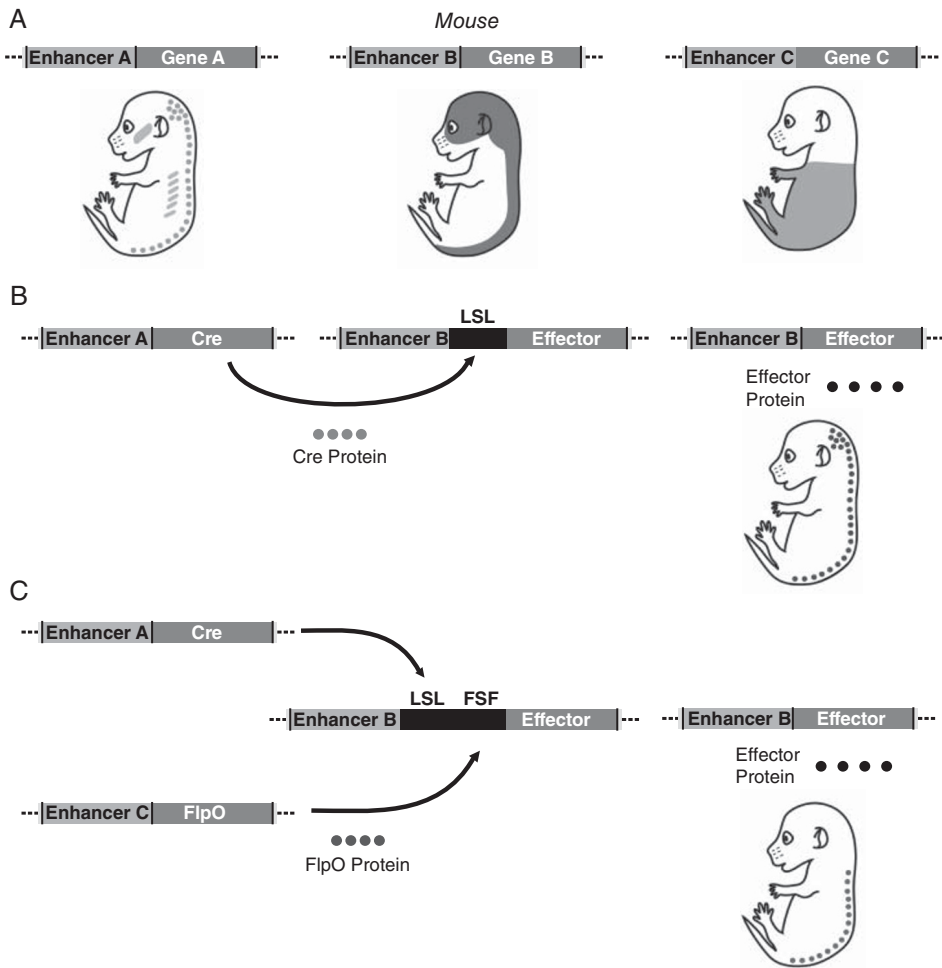 A
Mouse
Enhancer A Gene A
Enhancer B Gene B
Enhancer C Gene C
B
Enhancer A Cre
LSL
Enhancer B Effector
Enhancer B Effector
Cre Protein
Effector
Protein
C
Enhancer A Cre
LSL FSF
Enhancer B Effector
Enhancer B Effector
Effector
Protein
Enhancer C FlpO
FlpO Protein